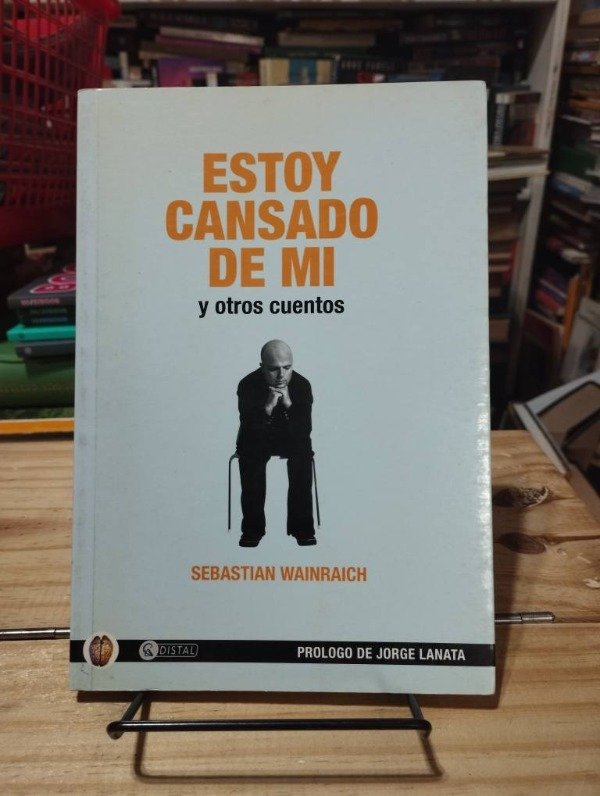 ESTOY
CANSADO
DE MI
y otros cuentos
SEBASTIAN WAINRAICH
DISTAL
PROLOGO DE JORGE LANATA